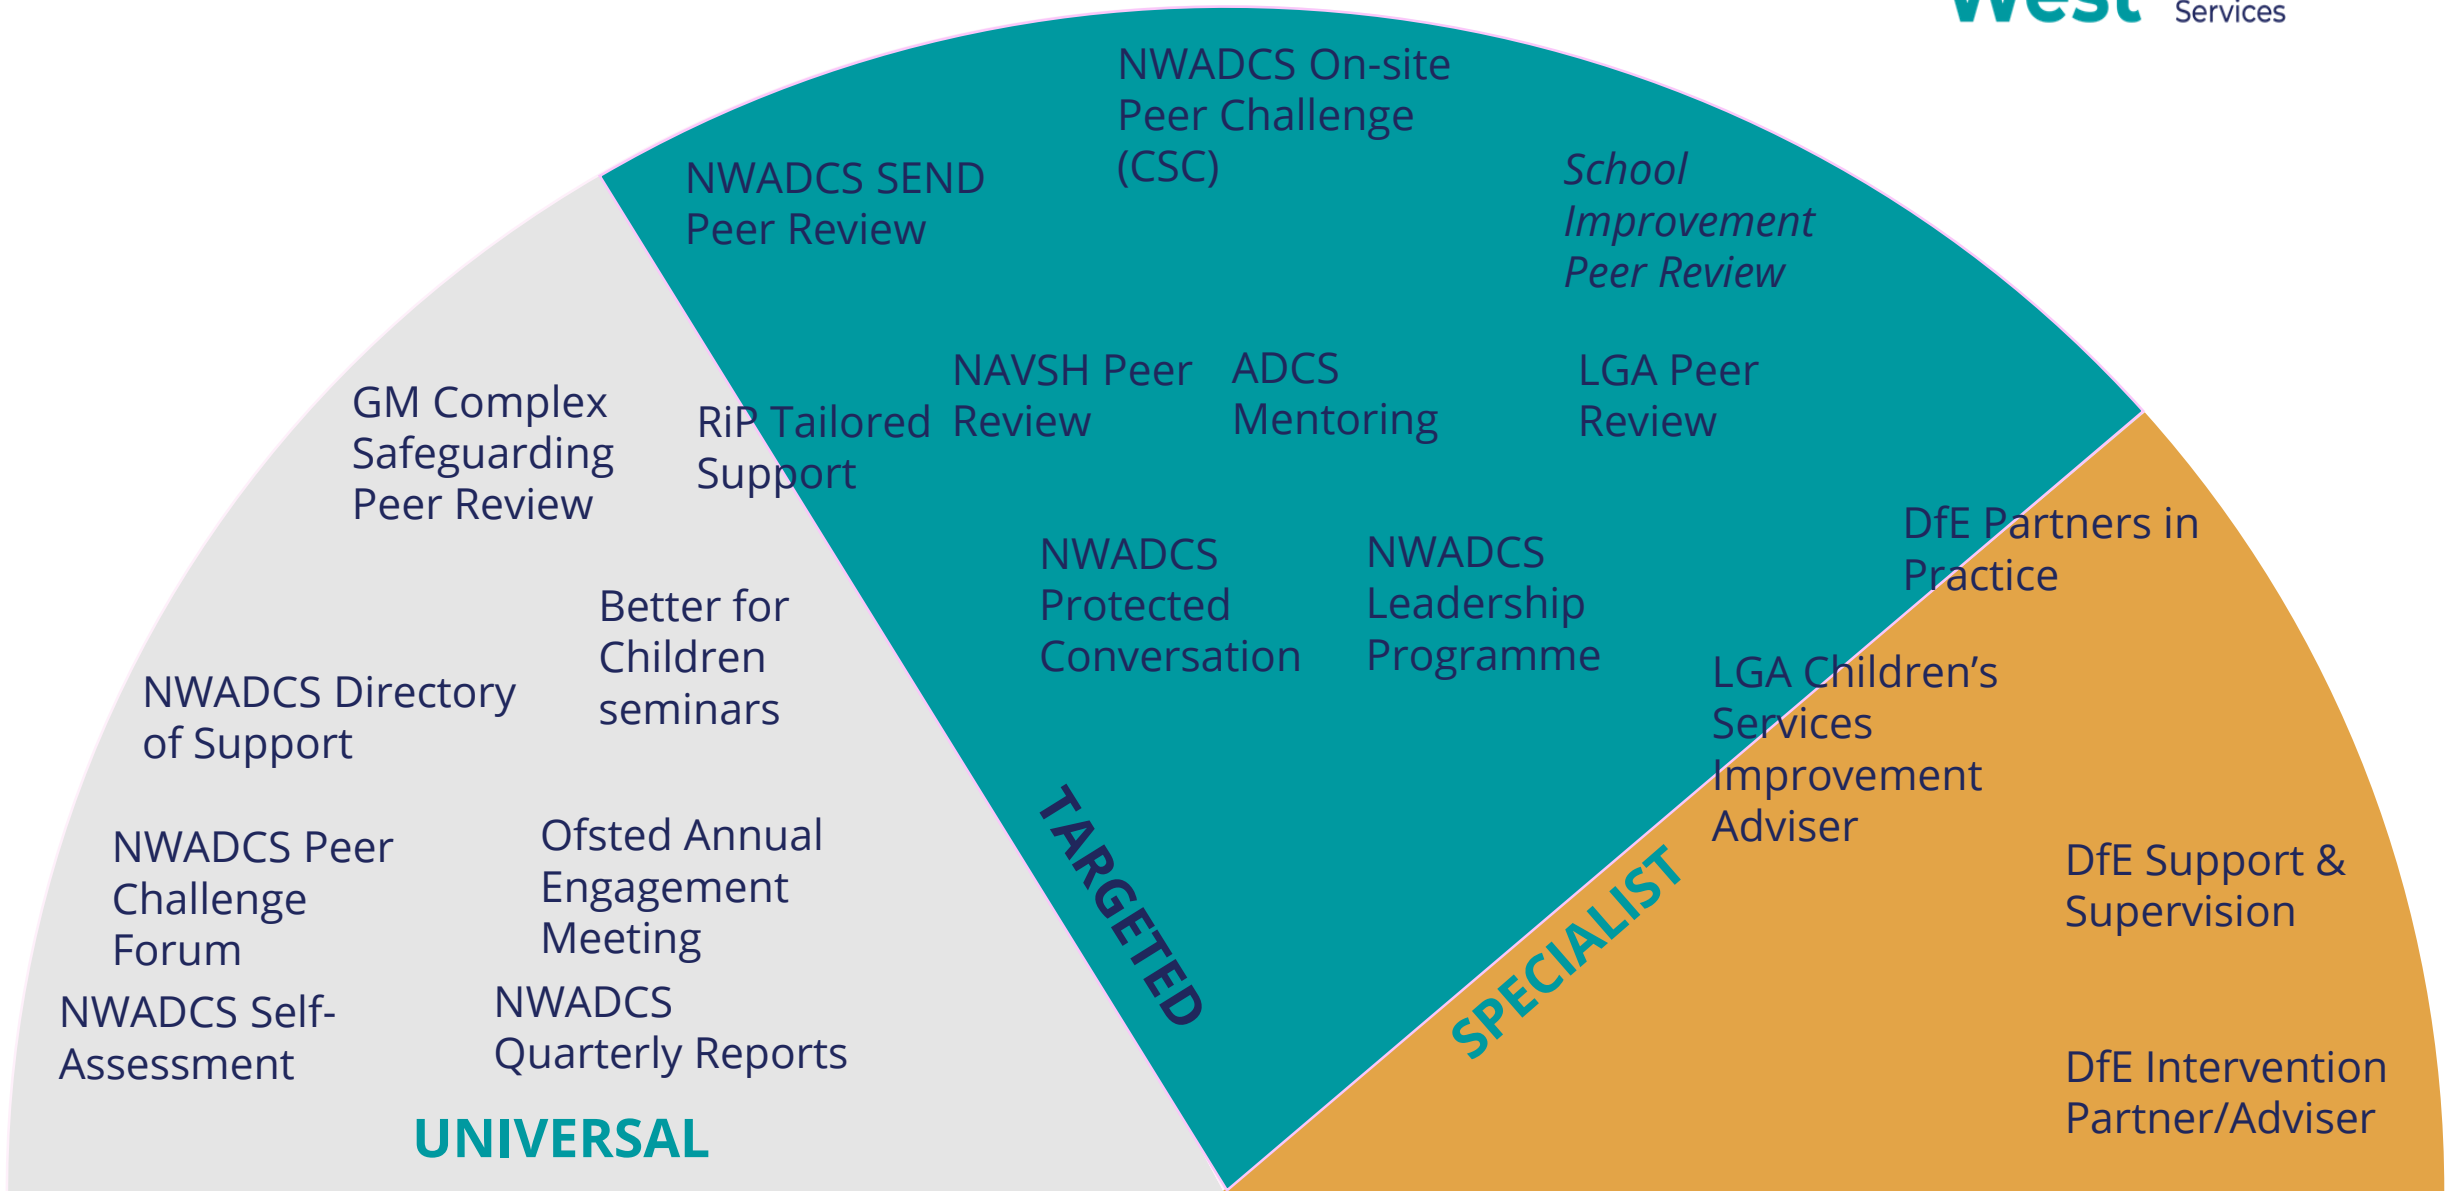 West
Services
NWADCS On-site
Peer Challenge
(CSC)
NWADCS SEND
Peer Review
School
Improvement
Peer Review
GM Complex
Safeguarding
Peer Review
RiP Tailored
Support
NAVSH Peer
Review
ADCS
Mentoring
LGA Peer
Review
DfE Partners in
Practice
NWADCS
Protected
Conversation
NWADCS
Leadership
Programme
Better for
Children
seminars
NWADCS Directory
of Support
LGA Children’s
Services
Improvement
Adviser
NWADCS Peer
Challenge
Forum
Ofsted Annual
Engagement
Meeting
TARGETED
SPECIALIST
DfE Support &
Supervision
NWADCS Self-
Assessment
NWADCS
Quarterly Reports
DfE Intervention
Partner/Adviser
UNIVERSAL